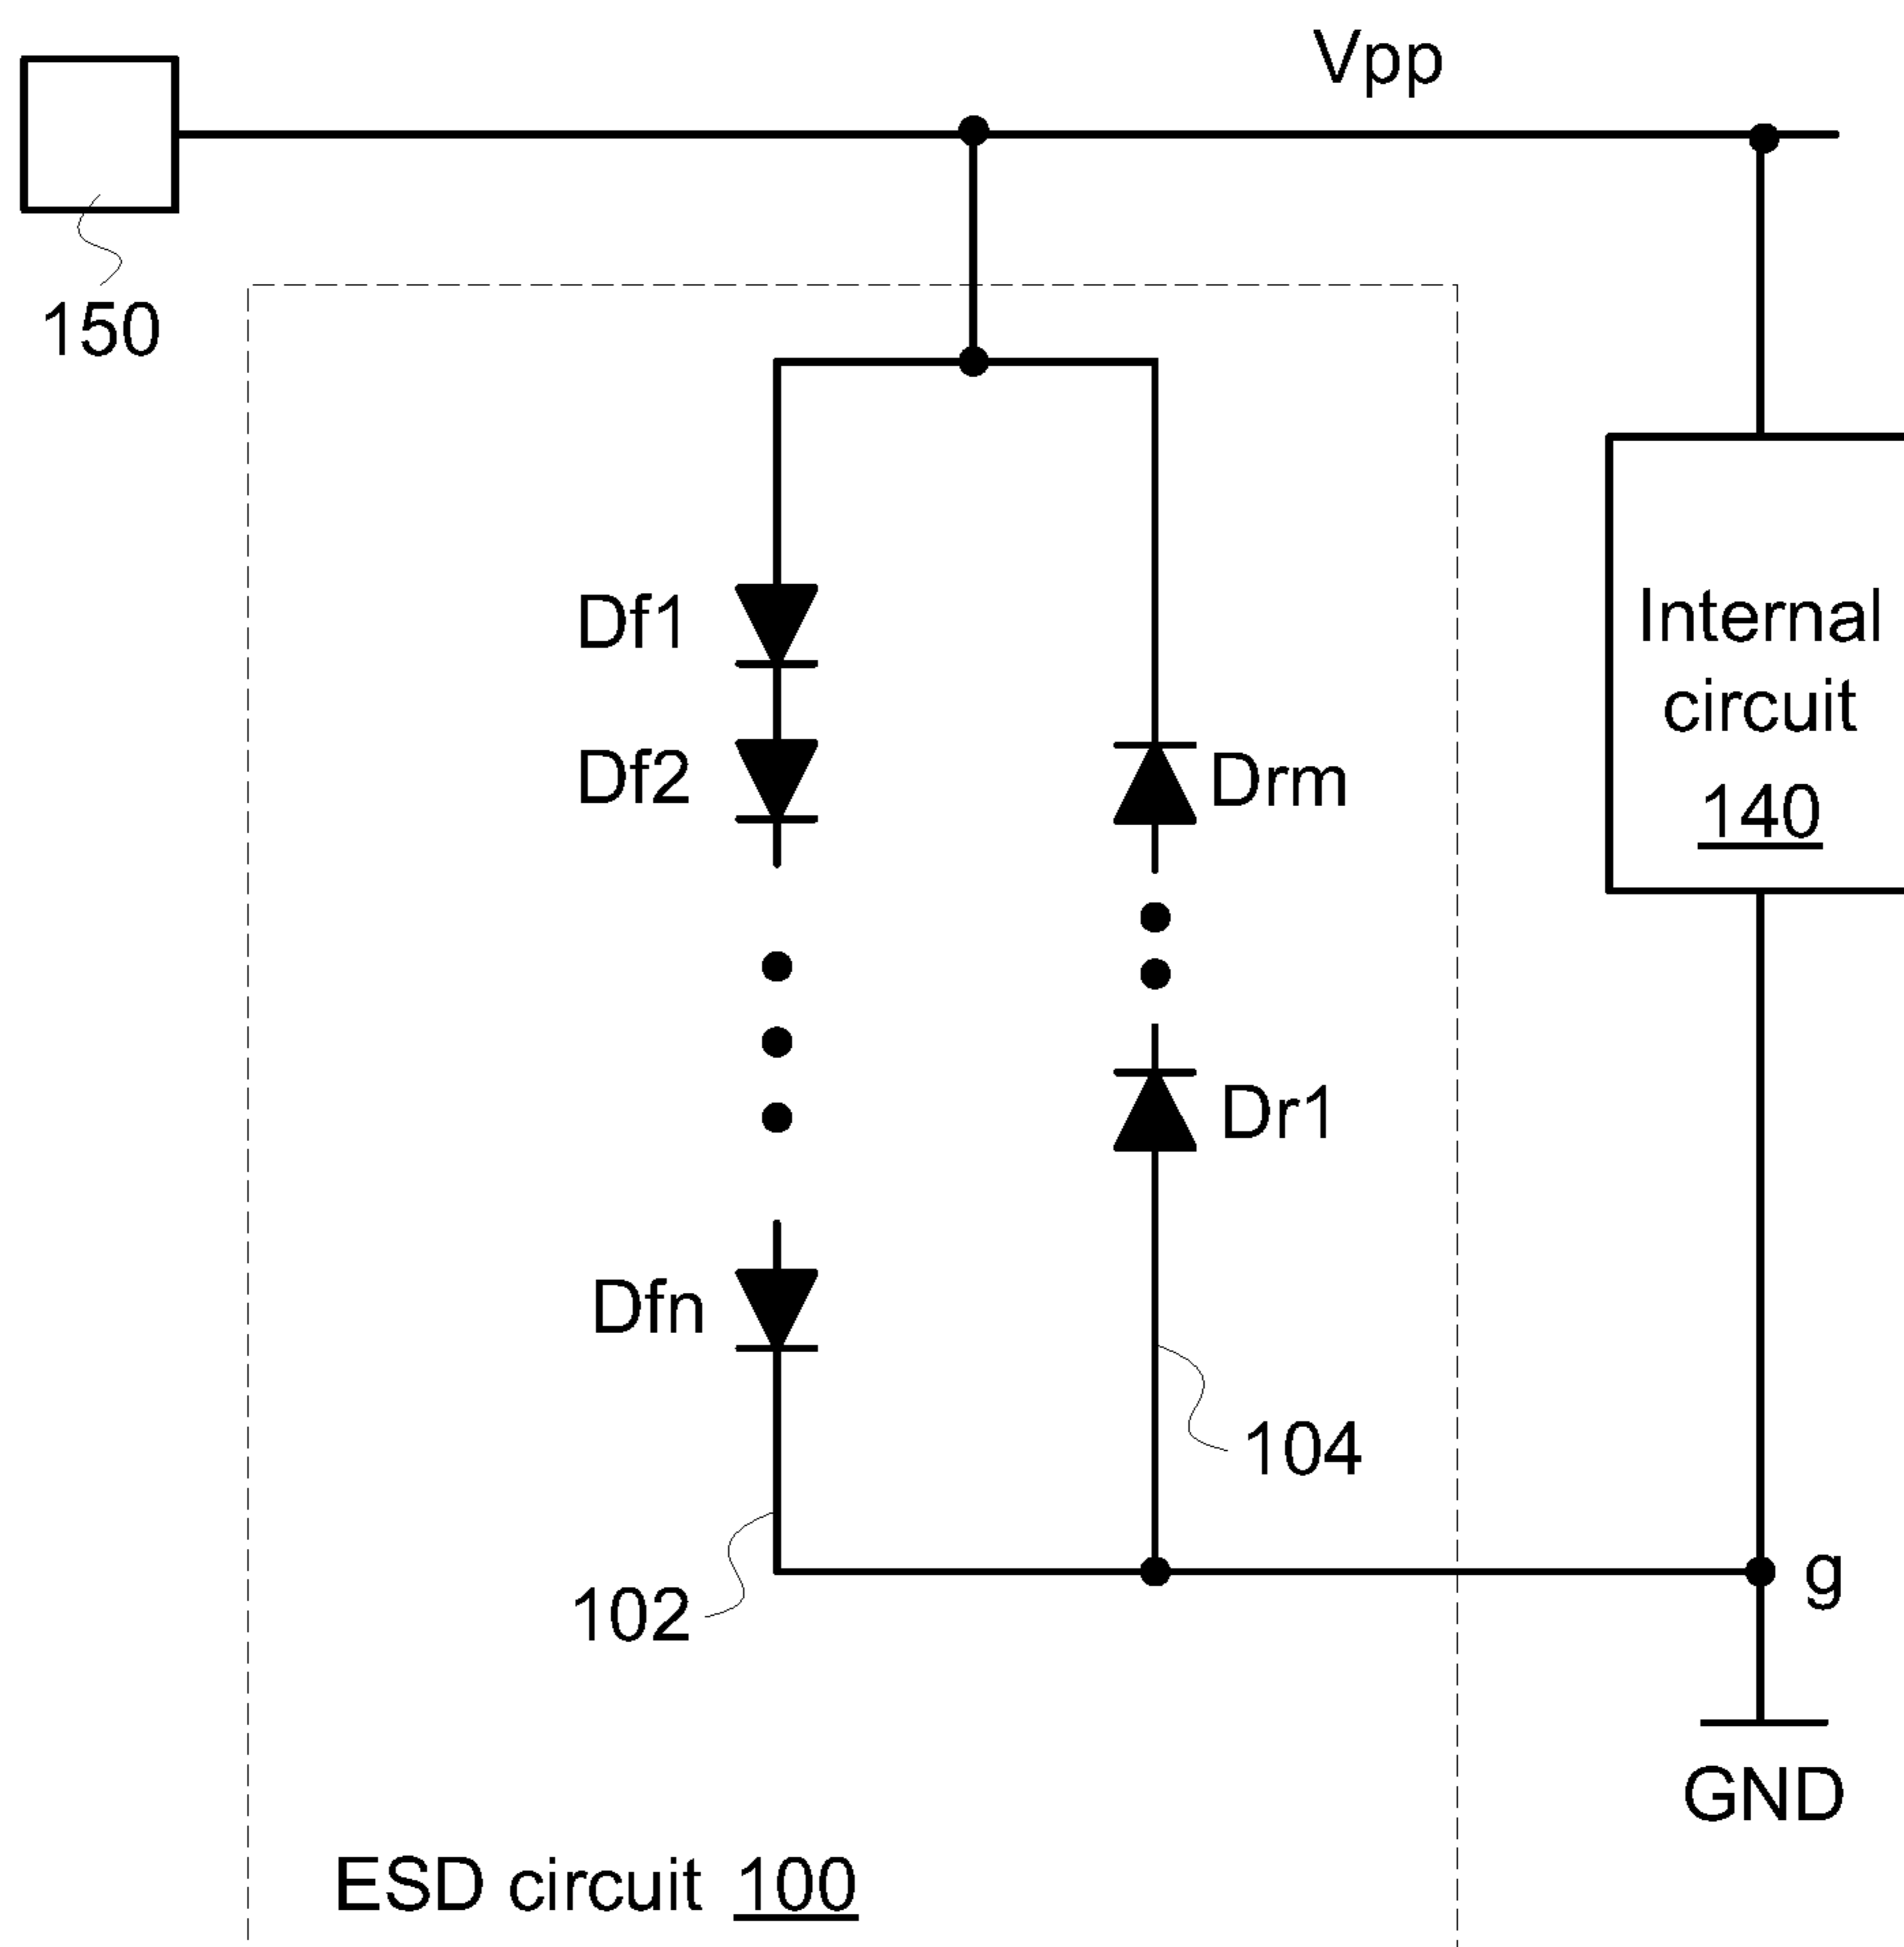 Vpp
150
Df1
Df2
Drm
Internal
circuit
140
Dr1
Dfn
104
102
g
GND
ESD circuit 100